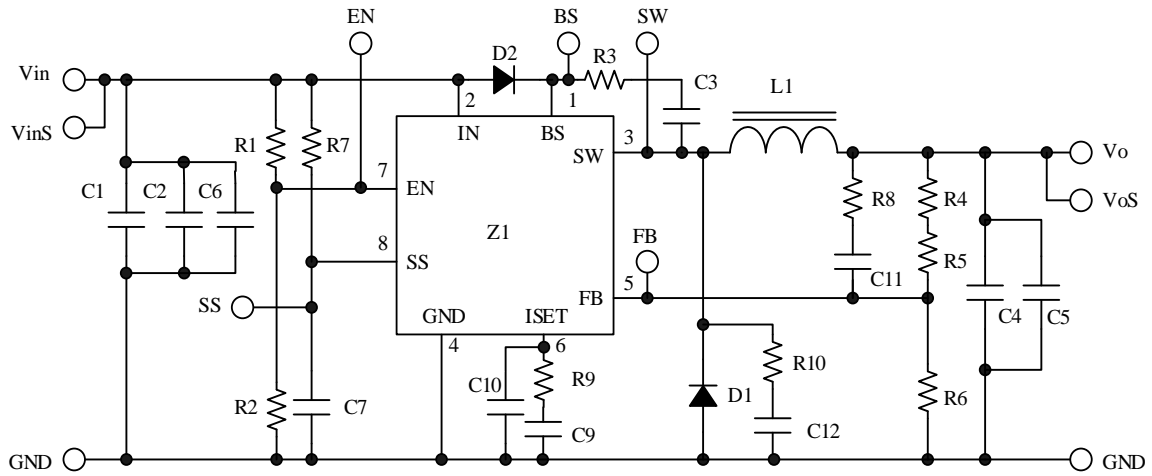 EN
BS
SW
Vin
D2
R3
C3
L1
2
1
VinS
IN
BS
3
R1
R7
SW
Vo
C1
C2
C6
7
EN
R8
R4
VoS
Z1
FB
8
SS
5
R5
C11
SS
FB
GND
ISET
C4
C5
4
6
R10
C10
R9
R2
C7
D1
R6
C9
C12
GND
GND